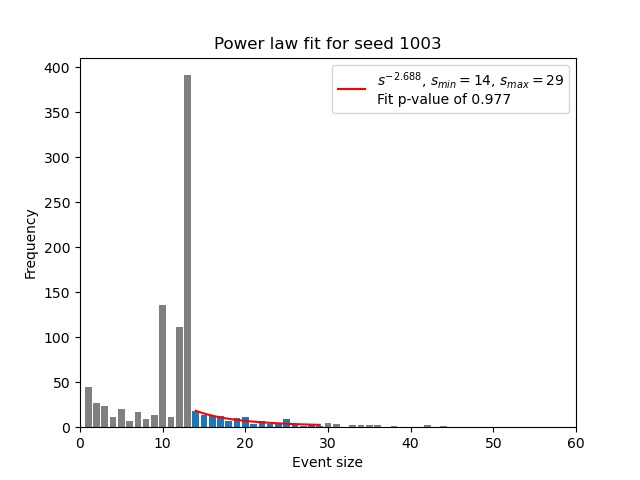 Power law fit for seed 1003
s^{-2.688}, s_{min} = 14, s_{max} = 29
Fit p-value of 0.977
Frequency
400
350
300
250
200
150
100
50
0
0 10 20 30 40 50 60
Event size